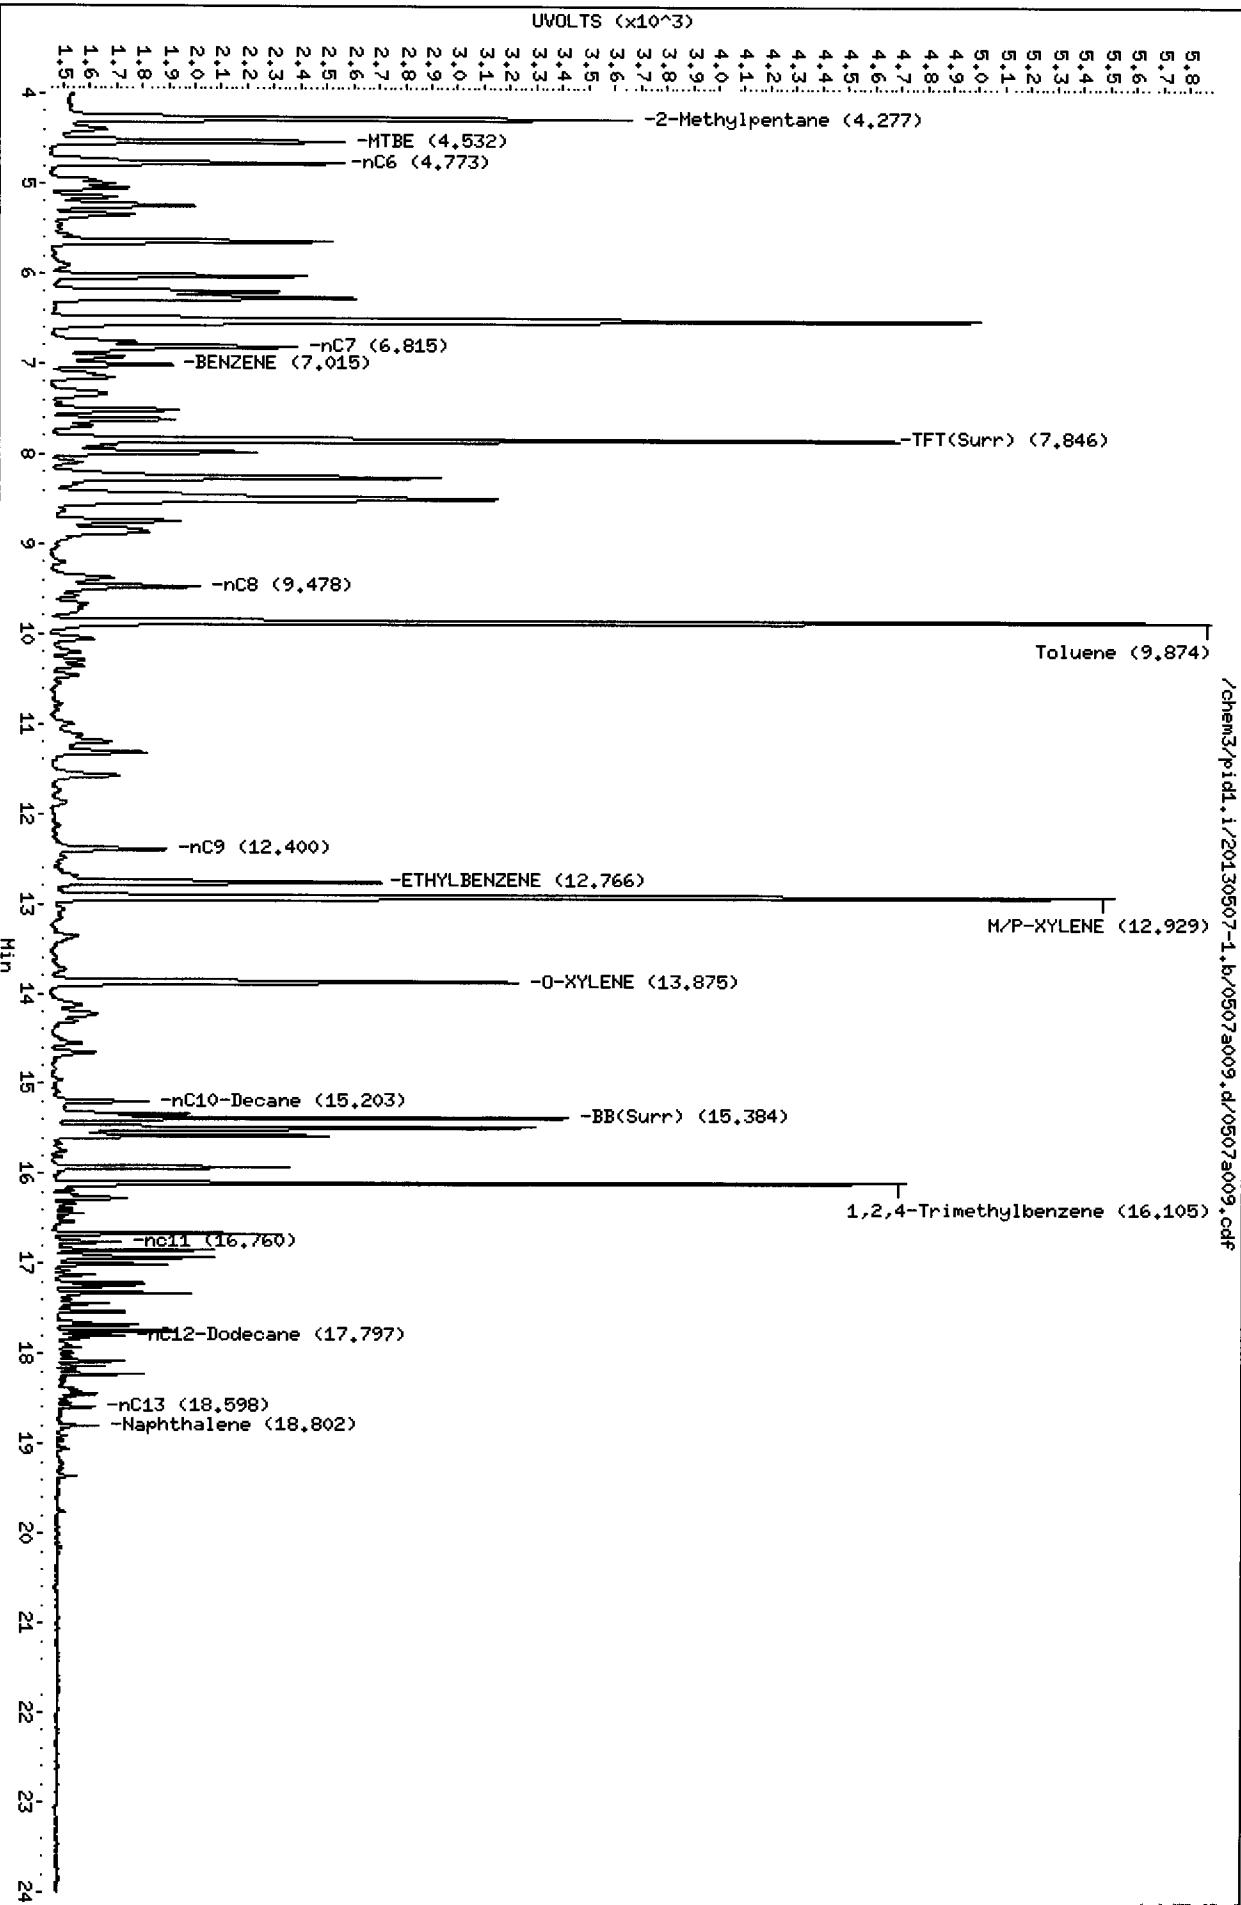 UVOLTS (x10^3)
1.5
1.6
1.7
1.8
1.9
2.0
2.1
2.2
2.3
2.4
2.5
2.6
2.7
2.8
2.9
3.0
3.1
3.2
3.3
3.4
3.5
3.6
3.7
3.8
3.9
4.0
4.1
4.2
4.3
4.4
4.5
4.6
4.7
4.8
4.9
5.0
5.1
5.2
5.3
5.4
5.5
5.6
5.7
5.8
/chem3/pid1.i/20130507-1.b/0507a009.d/0507a009.cdf
-2-Methylpentane (4.277)
-MTBE (4.532)
-nC6 (4.773)
-nC7 (6.815)
-BENZENE (7.015)
-TFT(Surr) (7.846)
-nC8 (9.478)
Toluene (9.874)
-nC9 (12.400)
-ETHYLBENZENE (12.766)
M/P-XYLENE (12.929)
-O-XYLENE (13.875)
-nC10-Decane (15.203)
-BB(Surr) (15.384)
1,2,4-Trimethylbenzene (16.105)
-nc11 (16.760)
-nC12-Dodecane (17.797)
-nC13 (18.598)
-Naphthalene (18.802)
4
5
6
7
8
9
10
11
12
13
14
15
16
17
18
19
20
21
22
23
24
Min